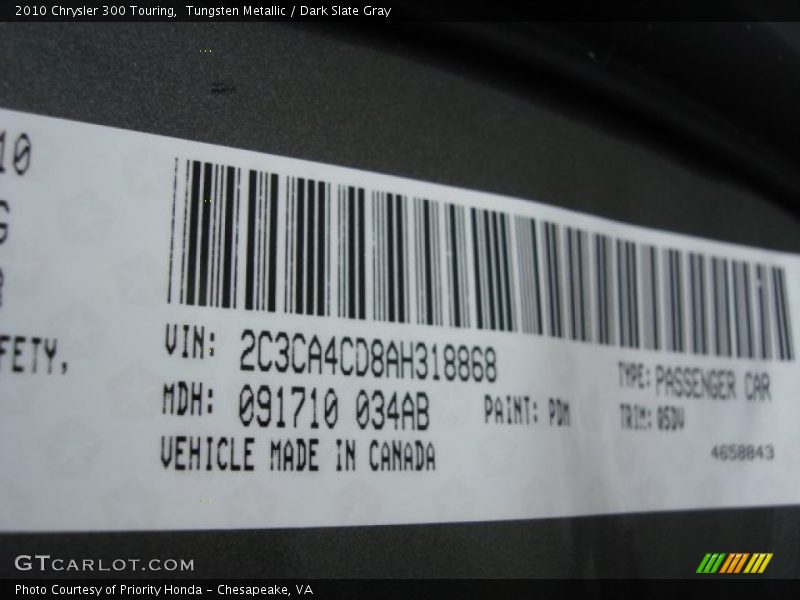 2010 Chrysler 300 Touring, Tungsten Metallic / Dark Slate Gray
10
G
FETY,
VIN: 2C3CA4CD8AH318868
TYPE: PASSENGER CAR
MDH: 091710 034AB
PAINT: PDM
TRIM: 05DV
VEHICLE MADE IN CANADA
4658843
GTCARLOT.COM
Photo Courtesy of Priority Honda - Chesapeake, VA